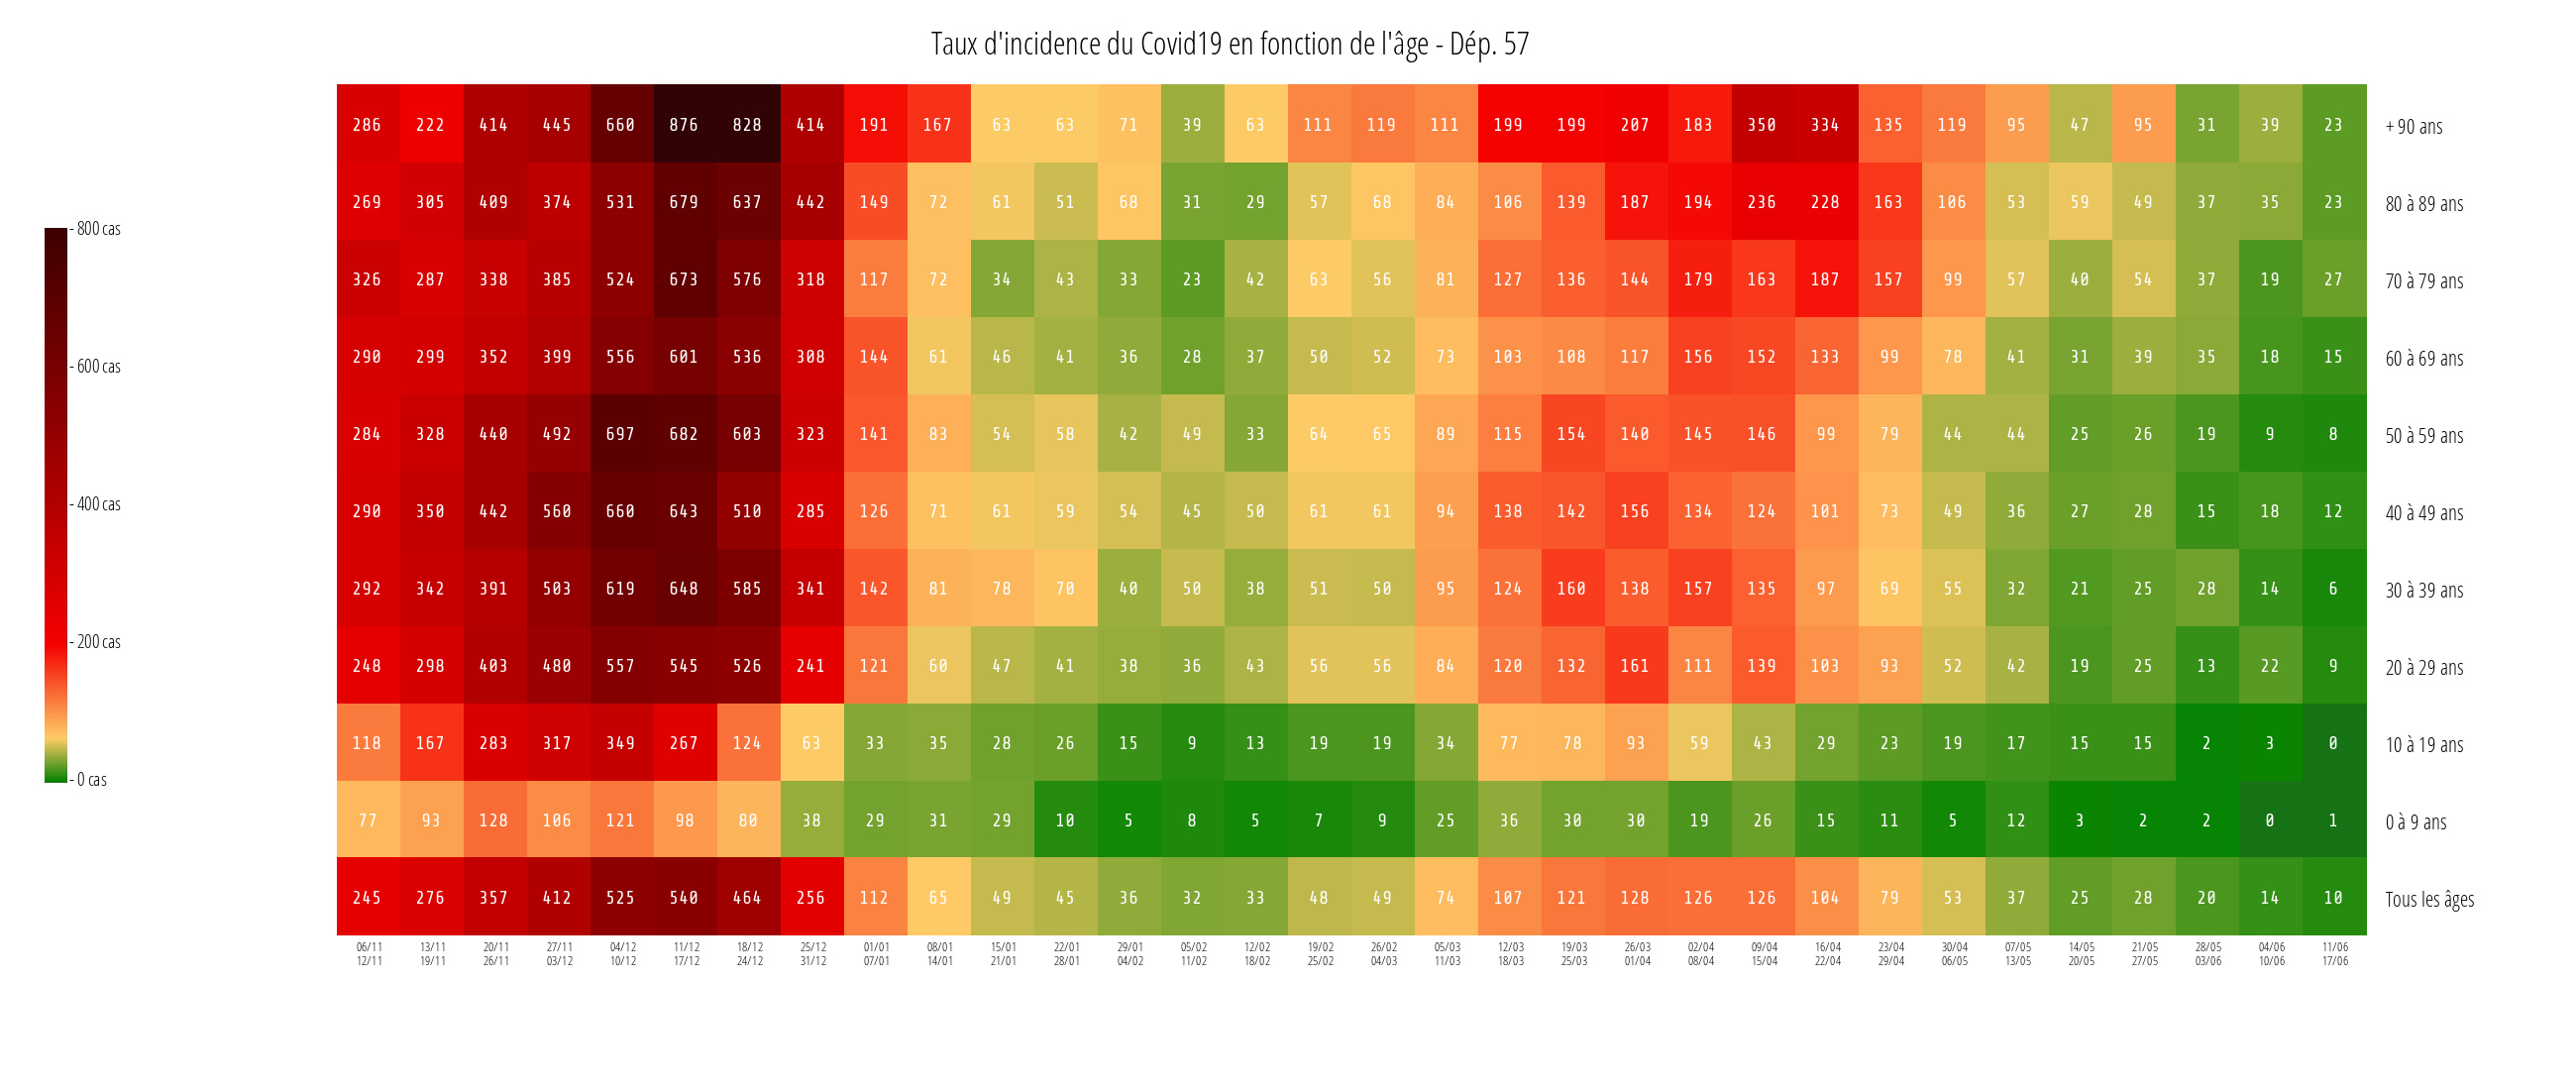 Taux d'incidence du Covid19 en fonction de l'âge - Dép. 57
- 800 cas
- 600 cas
- 400 cas
- 200 cas
- 0 cas
286 222 414 445 660 876 828 414 191 167 63 63 71 39 63 111 119 111 199 199 207 183 350 334 135 119 95 47 95 31 39 23 + 90 ans
269 305 409 374 531 679 637 442 149 72 61 51 68 31 29 57 68 84 106 139 187 194 236 228 163 106 53 59 49 37 35 23 80 à 89 ans
326 287 338 385 524 673 576 318 117 72 34 43 33 23 42 63 56 81 127 136 144 179 163 187 157 99 57 40 54 37 19 27 70 à 79 ans
290 299 352 399 556 601 536 308 144 61 46 41 36 28 37 50 52 73 103 108 117 156 152 133 99 78 41 31 39 35 18 15 60 à 69 ans
284 328 440 492 697 682 603 323 141 83 54 58 42 49 33 64 65 89 115 154 140 145 146 99 79 44 44 25 26 19 9 8 50 à 59 ans
290 350 442 560 660 643 510 285 126 71 61 59 54 45 50 61 61 94 138 142 156 134 124 101 73 49 36 27 28 15 18 12 40 à 49 ans
292 342 391 503 619 648 585 341 142 81 78 70 40 50 38 51 50 95 124 160 138 157 135 97 69 55 32 21 25 28 14 6 30 à 39 ans
248 298 403 480 557 545 526 241 121 60 47 41 38 36 43 56 56 84 120 132 161 111 139 103 93 52 42 19 25 13 22 9 20 à 29 ans
118 167 283 317 349 267 124 63 33 35 28 26 15 9 13 19 19 34 77 78 93 59 43 29 23 19 17 15 15 2 3 0 10 à 19 ans
77 93 128 106 121 98 80 38 29 31 29 10 5 8 5 7 9 25 36 30 30 19 26 15 11 5 12 3 2 2 0 1 0 à 9 ans
245 276 357 412 525 540 464 256 112 65 49 45 36 32 33 48 49 74 107 121 128 126 126 104 79 53 37 25 28 20 14 10 Tous les âges
06/11 13/11 20/11 27/11 04/12 11/12 18/12 25/12 01/01 08/01 15/01 22/01 29/01 05/02 12/02 19/02 26/02 05/03 12/03 19/03 26/03 02/04 09/04 16/04 23/04 30/04 07/05 14/05 21/05 28/05 04/06 11/06
12/11 19/11 26/11 03/12 10/12 17/12 24/12 31/12 07/01 14/01 21/01 28/01 04/02 11/02 18/02 25/02 04/03 11/03 18/03 25/03 01/04 08/04 15/04 22/04 29/04 06/05 13/05 20/05 27/05 03/06 10/06 17/06